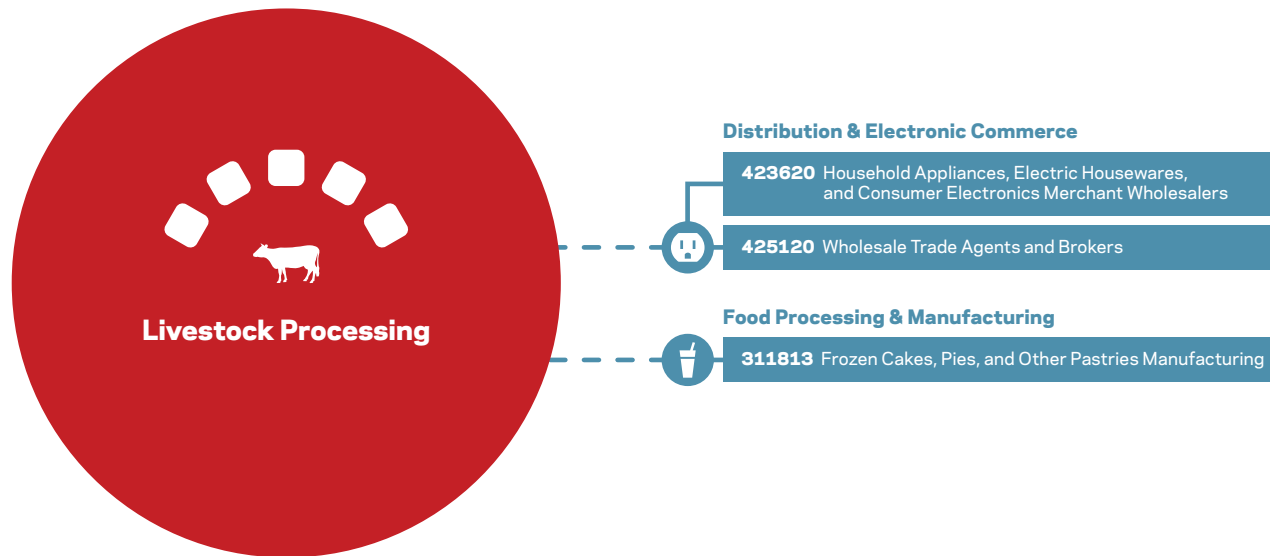 Livestock Processing
Distribution & Electronic Commerce
423620 Household Appliances, Electric Housewares,
and Consumer Electronics Merchant Wholesalers
425120 Wholesale Trade Agents and Brokers
Food Processing & Manufacturing
311813 Frozen Cakes, Pies, and Other Pastries Manufacturing